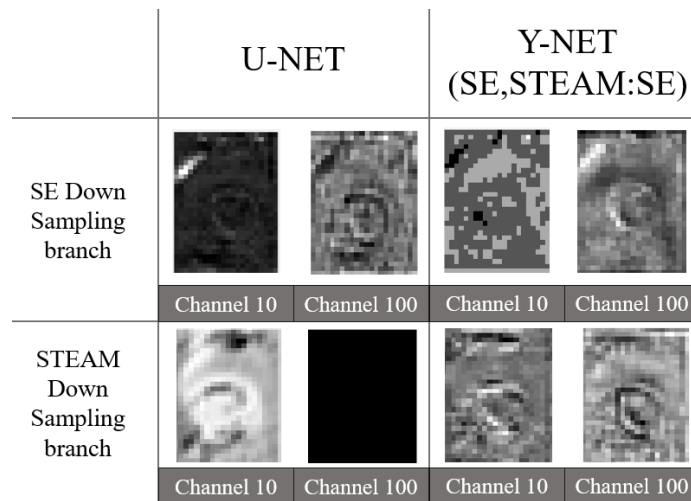 U-NET
Y-NET
(SE,STEAM:SE)
SE Down
Sampling
branch
Channel 10
Channel 100
Channel 10
Channel 100
STEAM
Down
Sampling
branch
Channel 10
Channel 100
Channel 10
Channel 100